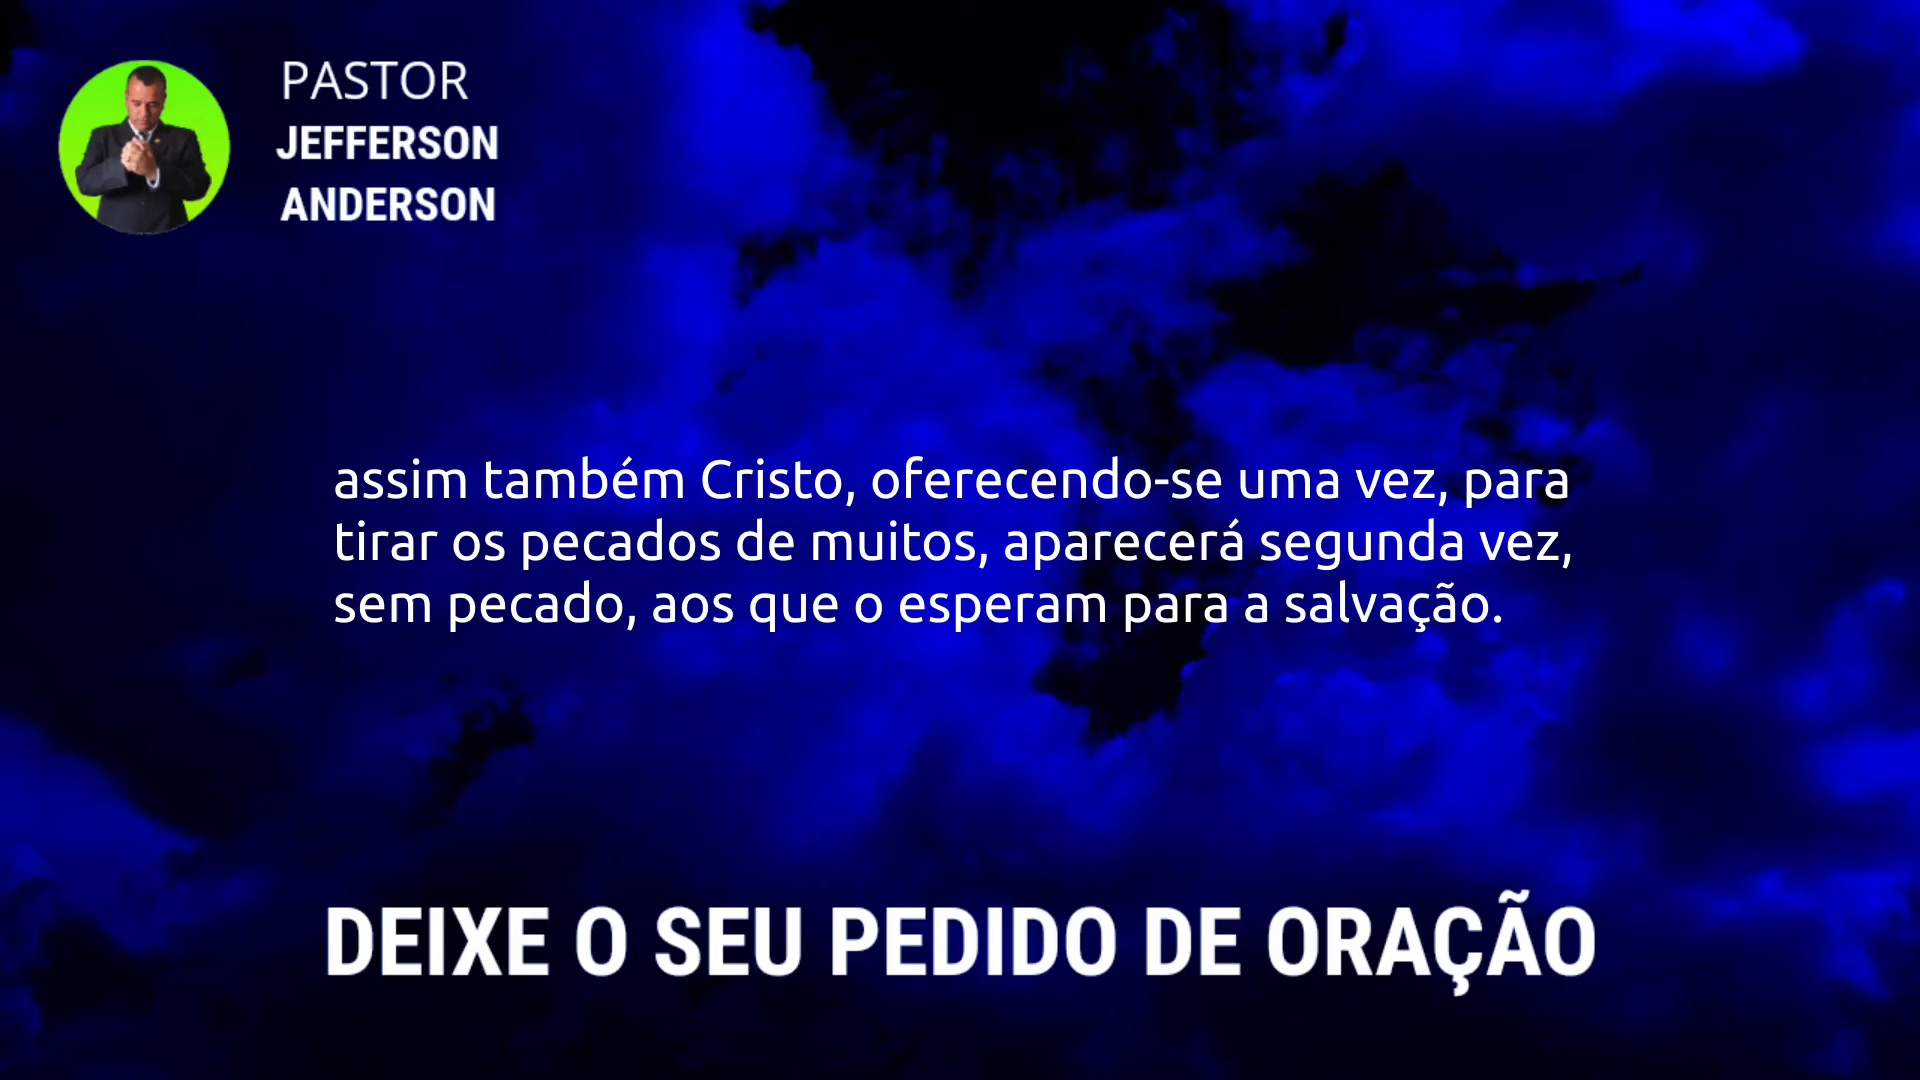 PASTOR
JEFFERSON
ANDERSON
assim também Cristo, oferecendo-se uma vez, para
tirar os pecados de muitos, aparecerá segunda vez,
sem pecado, aos que o esperam para a salvação.
DEIXE O SEU PEDIDO DE ORAÇÃO